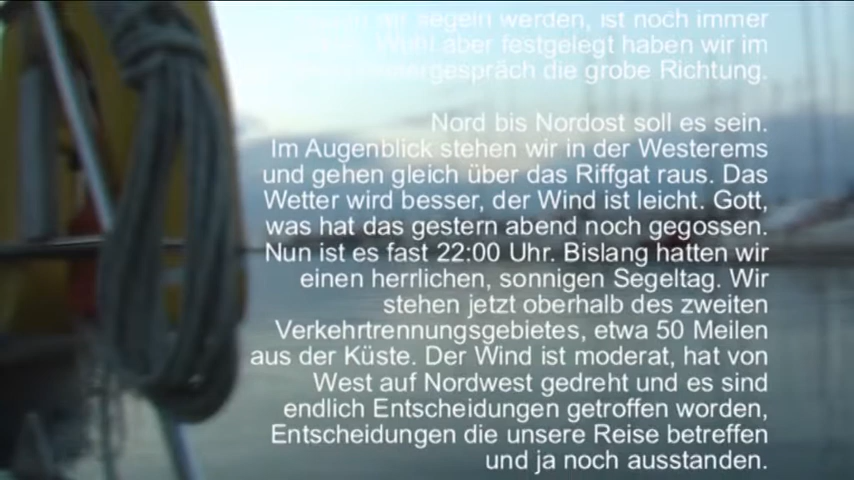 wir segeln werden, ist noch immer
Wohl aber festgelegt haben wir im
gespräch die grobe Richtung.
Nord bis Nordost soll es sein.
Im Augenblick stehen wir in der Westerems
und gehen gleich über das Riffgat raus. Das
Wetter wird besser, der Wind ist leicht. Gott,
was hat das gestern abend noch gegossen.
Nun ist es fast 22:00 Uhr. Bislang hatten wir
einen herrlichen, sonnigen Segeltag. Wir
stehen jetzt oberhalb des zweiten
Verkehrtrennungsgebietes, etwa 50 Meilen
aus der Küste. Der Wind ist moderat, hat von
West auf Nordwest gedreht und es sind
endlich Entscheidungen getroffen worden,
Entscheidungen die unsere Reise betreffen
und ja noch ausstanden.